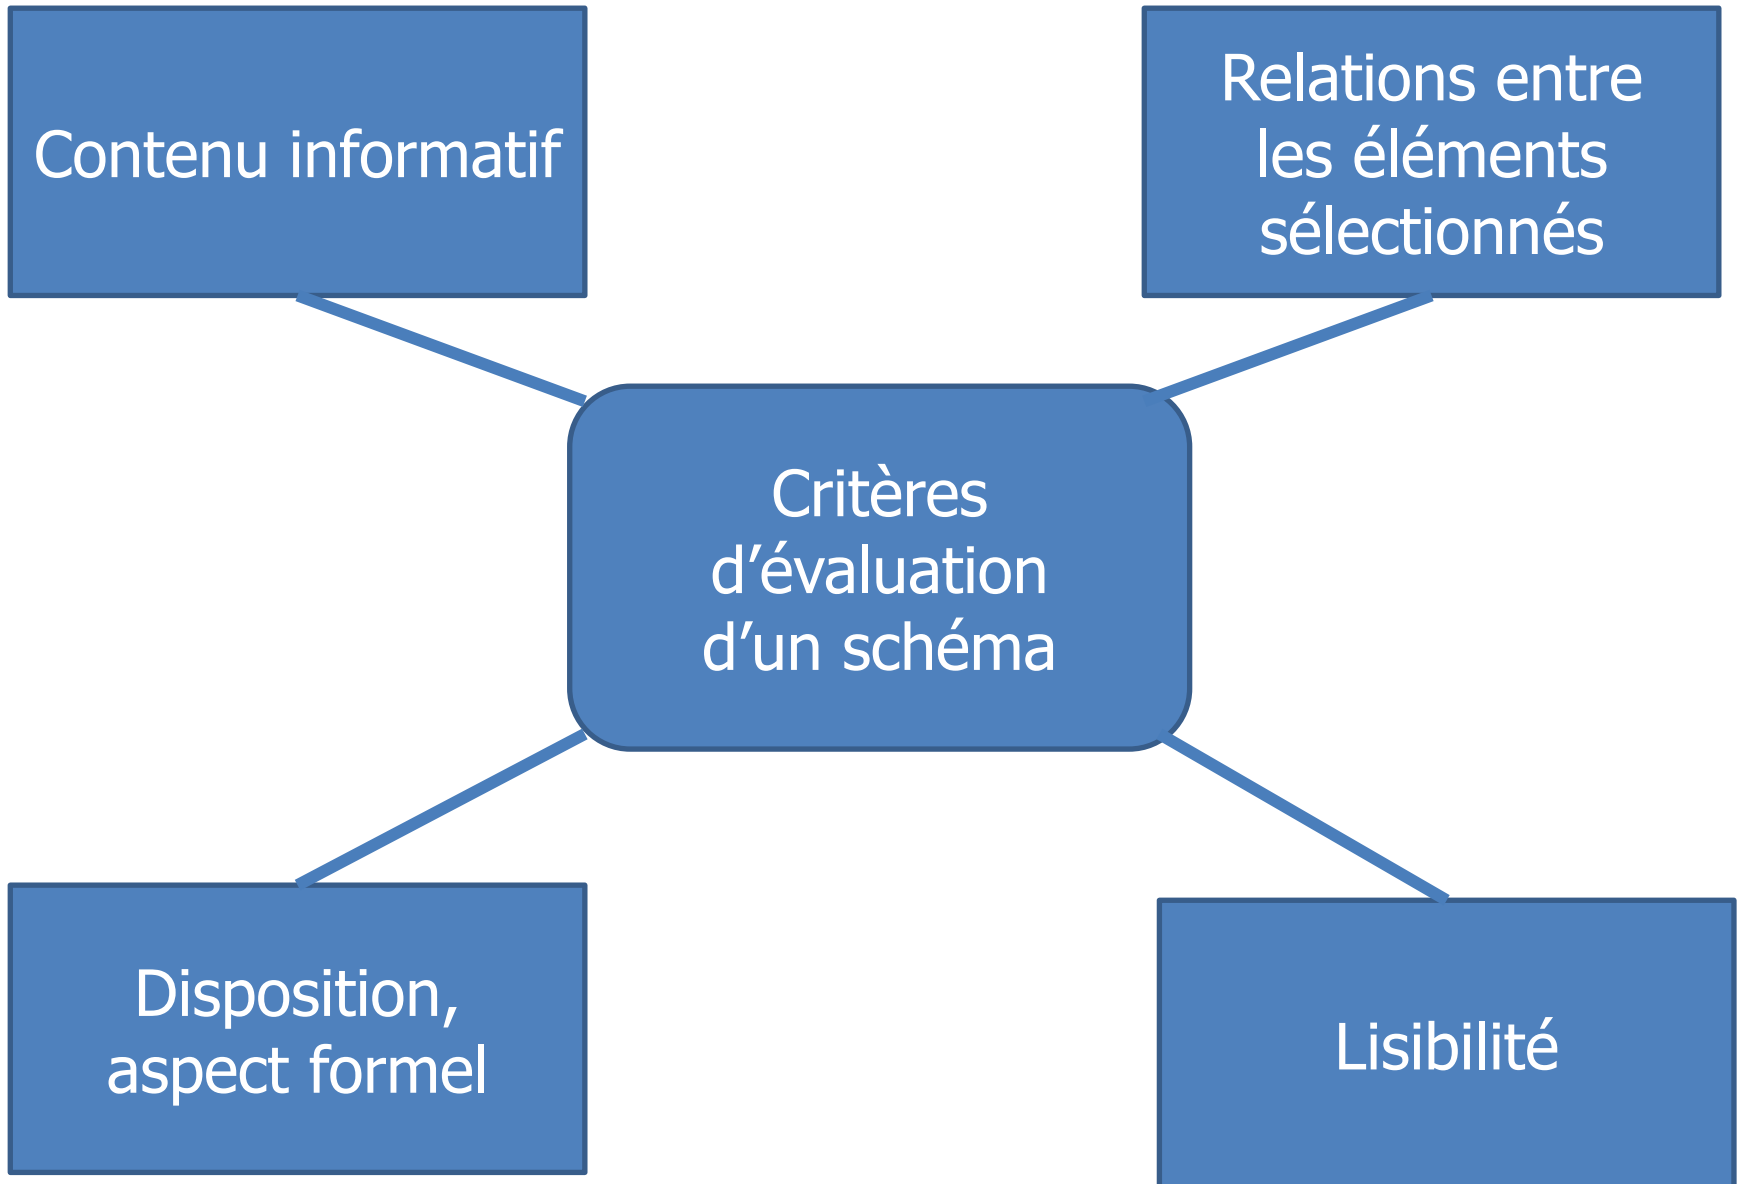 Contenu informatif
Relations entre
les éléments
sélectionnés
Critères
d’évaluation
d’un schéma
Disposition,
aspect formel
Lisibilité